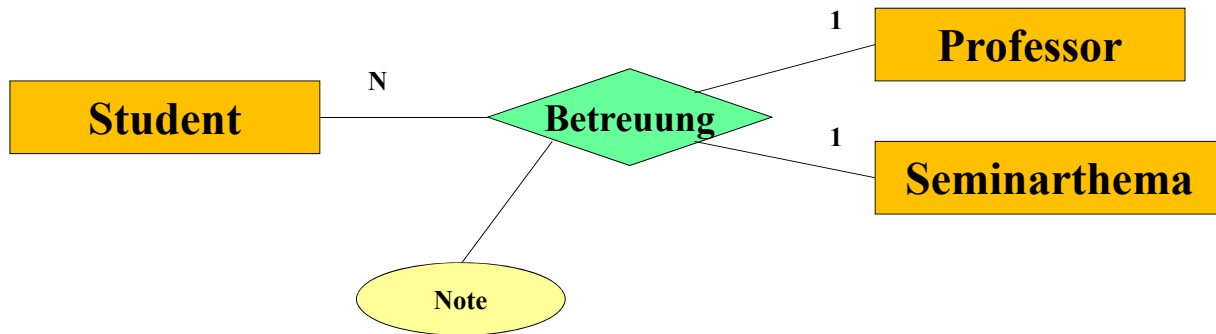 1
Professor
N
Student
Betreuung
1
Seminarthema
Note